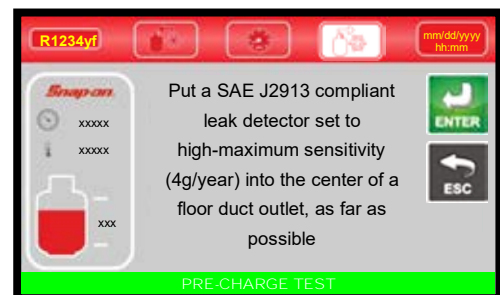 R1234yf
mm/dd/yyyy
hh:mm
Snap-on
xxxxx
xxxxx
xxx
Put a SAE J2913 compliant
leak detector set to
high-maximum sensitivity
(4g/year) into the center of a
floor duct outlet, as far as
possible
ENTER
ESC
PRE-CHARGE TEST